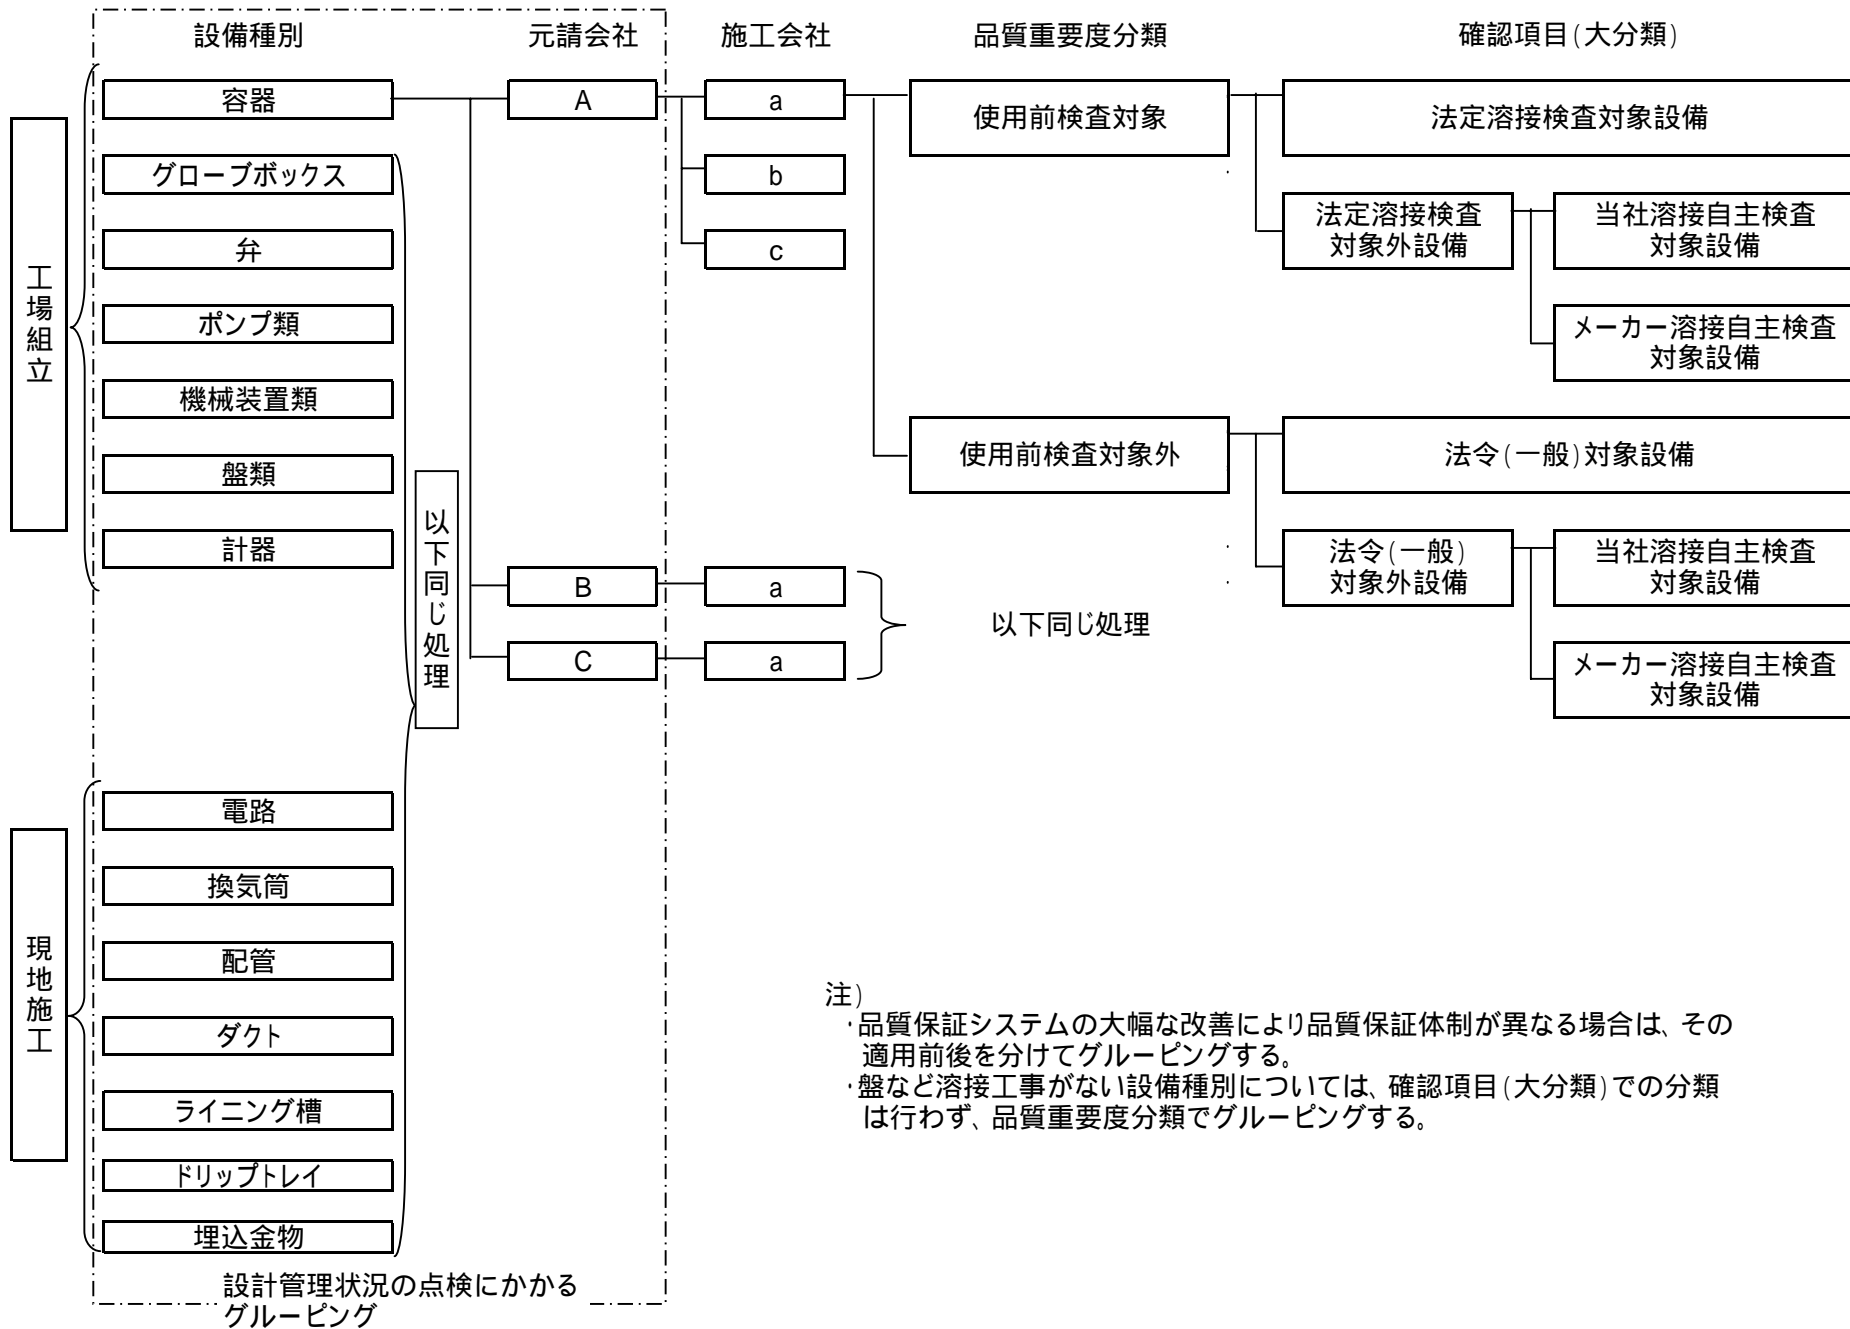 設備種別
元請会社
施工会社
品質重要度分類
確認項目(大分類)
工場組立
容器
グローブボックス
弁
ポンプ類
機械装置類
盤類
計器
以下同じ処理
A
B
C
a
b
c
a
a
以下同じ処理
使用前検査対象
使用前検査対象外
法定溶接検査対象設備
法定溶接検査
対象外設備
当社溶接自主検査
対象設備
メーカー溶接自主検査
対象設備
法令(一般)対象設備
法令(一般)
対象外設備
当社溶接自主検査
対象設備
メーカー溶接自主検査
対象設備
現地施工
電路
換気筒
配管
ダクト
ライニング槽
ドリップトレイ
埋込金物
設計管理状況の点検にかかる
グルーピング
注)
・品質保証システムの大幅な改善により品質保証体制が異なる場合は、その
適用前後を分けてグルーピングする。
・盤など溶接工事がない設備種別については、確認項目(大分類)での分類
は行わず、品質重要度分類でグルーピングする。